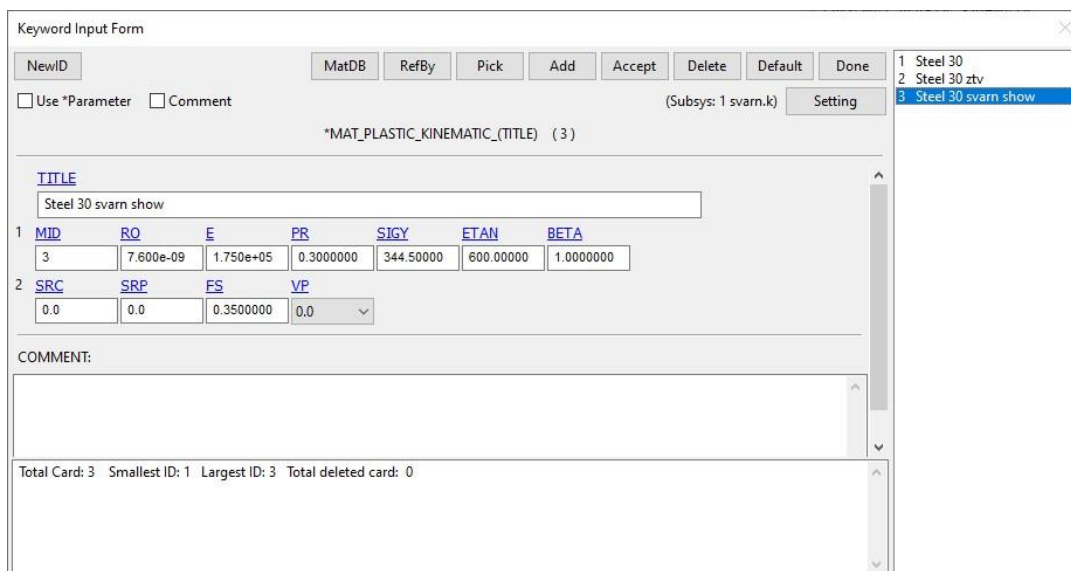 Keyword Input Form
NewID MatDB RefBy Pick Add Accept Delete Default Done
Use *Parameter Comment (Subsys: 1 svarn.k) Setting
*MAT_PLASTIC_KINEMATIC_(TITLE) (3)
TITLE
Steel 30 svarn show
1 MID RO E PR SIGY ETAN BETA
3 7.600e-09 1.750e+05 0.3000000 344.50000 600.00000 1.0000000
2 SRC SRP FS VP
0.0 0.0 0.3500000 0.0
COMMENT:
Total Card: 3 Smallest ID: 1 Largest ID: 3 Total deleted card: 0
1 Steel 30
2 Steel 30 ztv
3 Steel 30 svarn show